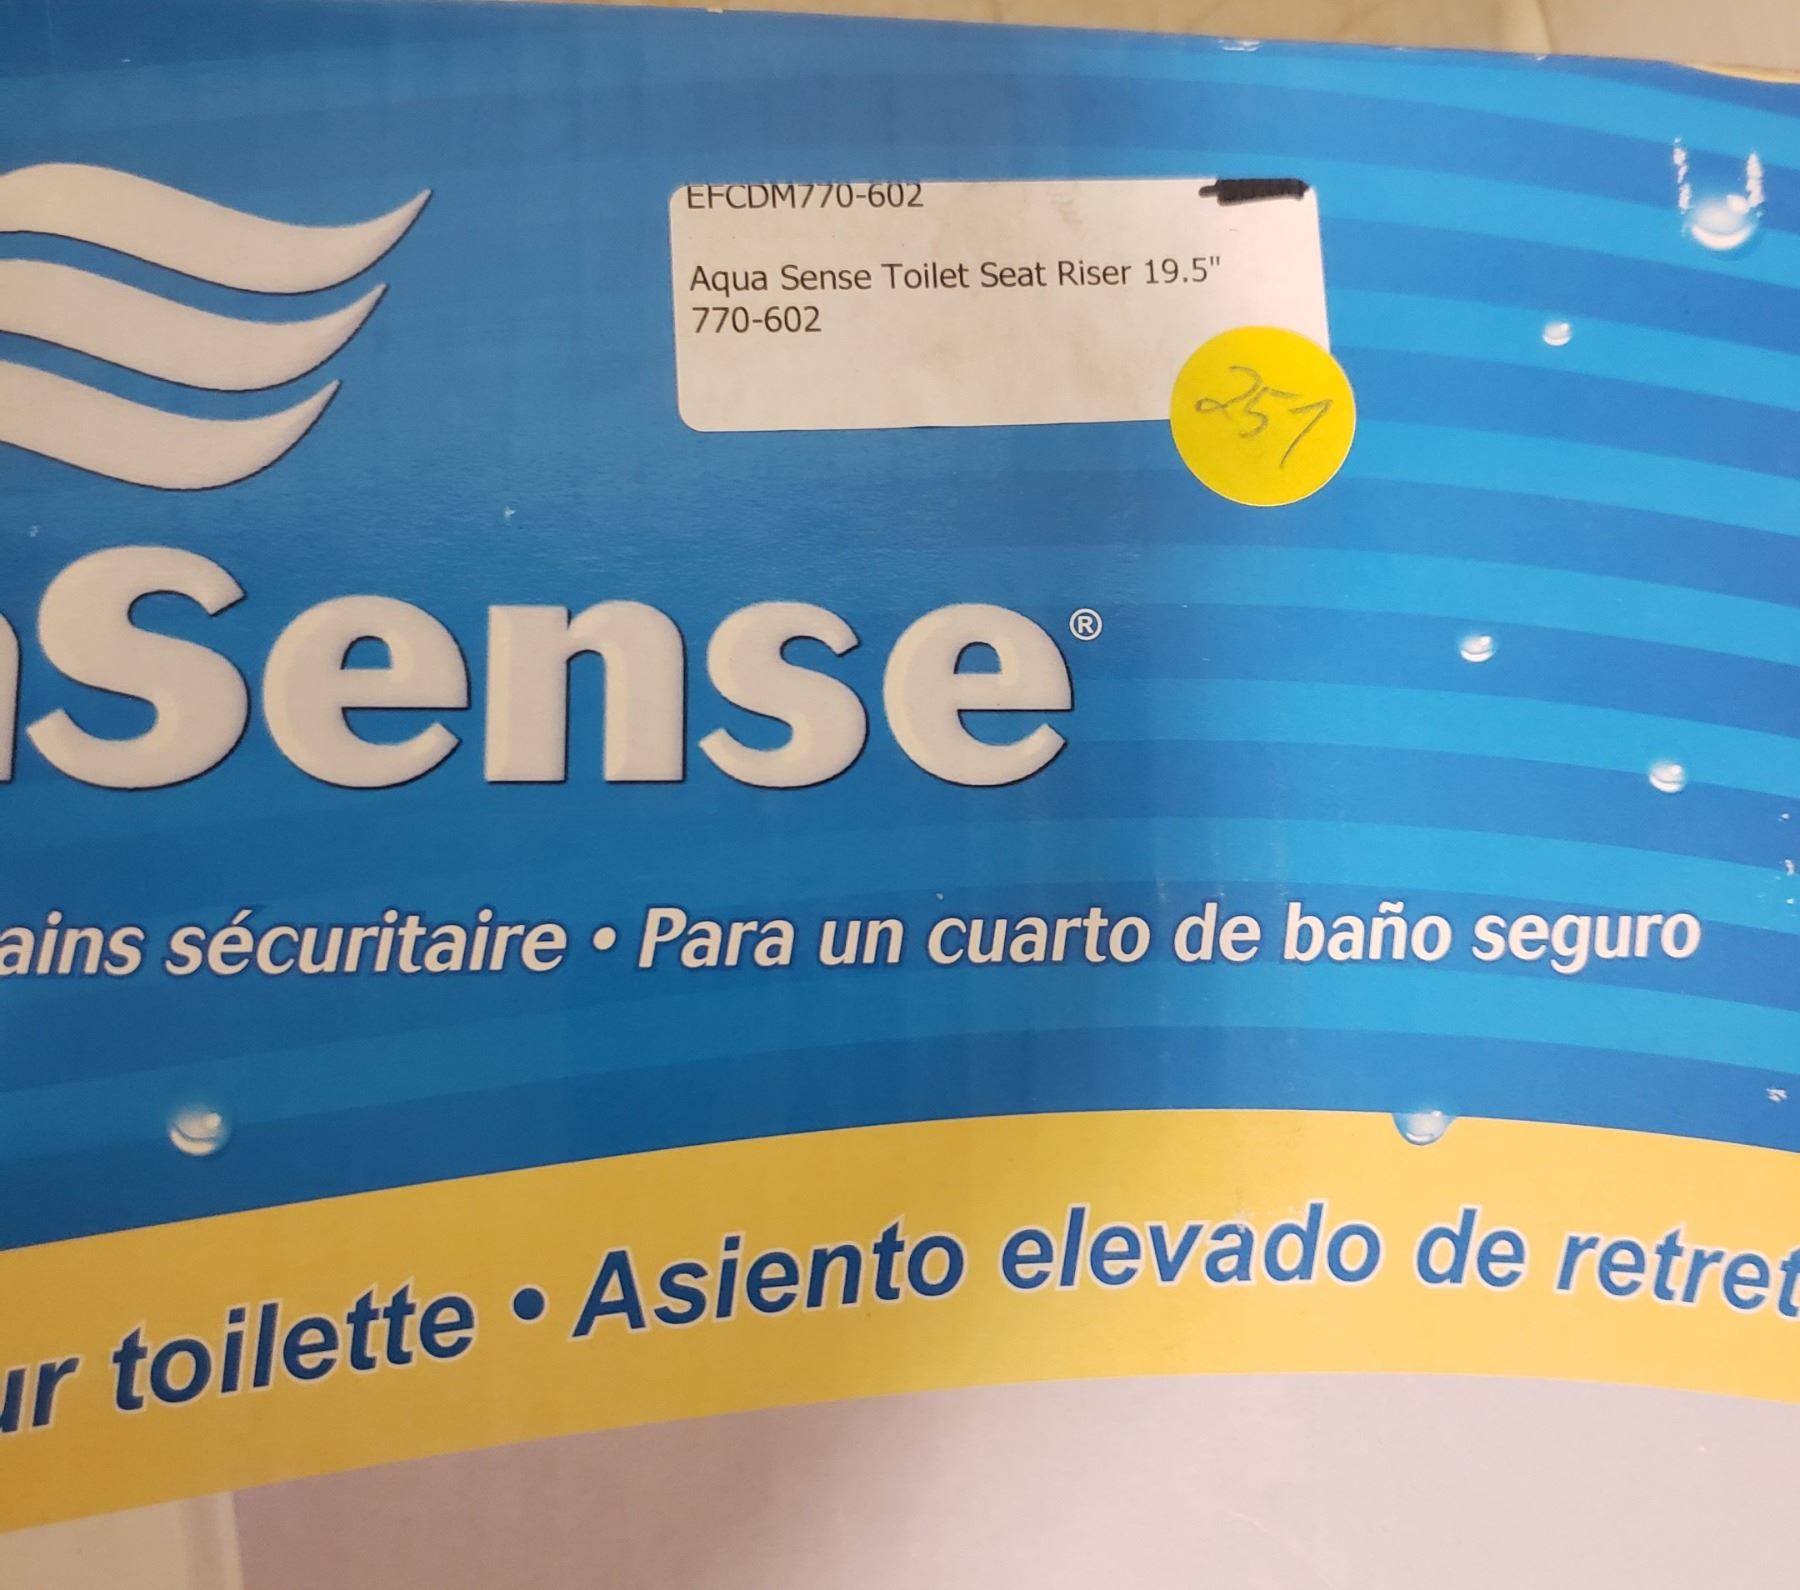 EFCDM770-602
Aqua Sense Toilet Seat Riser 19.5"
770-602
257
Sense®
ains sécuritaire • Para un cuarto de baño seguro
ur toilette • Asiento elevado de retret